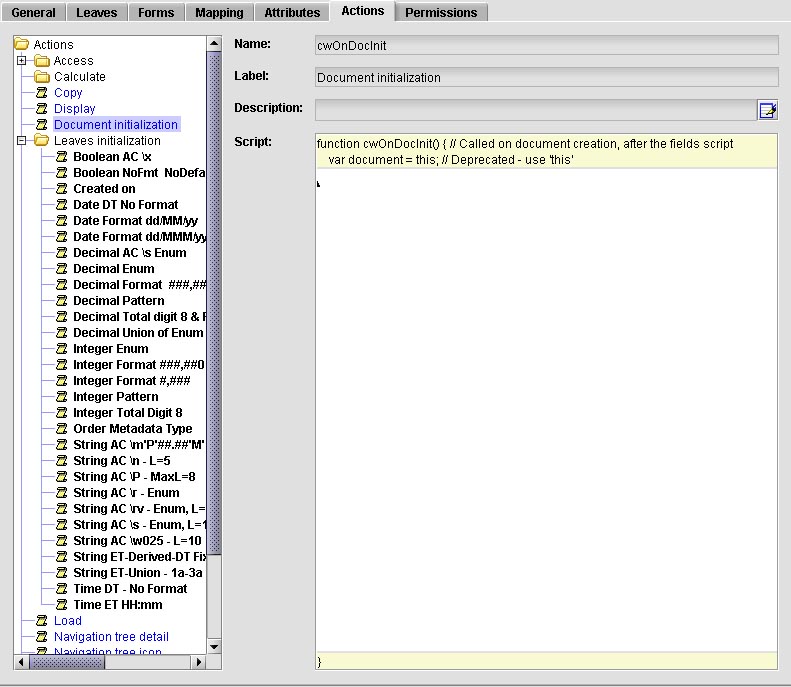 General Leaves Forms Mapping Attributes Actions Permissions
Actions
Access
Calculate
Copy
Display
Document initialization
Leaves initialization
Boolean AC \x
Boolean NoFmt NoDefa
Created on
Date DT No Format
Date Format dd/MM/yy
Date Format dd/MMM/yy
Decimal AC \s Enum
Decimal Enum
Decimal Format ###,##
Decimal Pattern
Decimal Total digit 8 & F
Decimal Union of Enum
Integer Enum
Integer Format ###,##0
Integer Format #,###
Integer Pattern
Integer Total Digit 8
Order Metadata Type
String AC \m'P'##.##'M'
String AC \n - L=5
String AC \P - MaxL=8
String AC \r - Enum
String AC \rv - Enum, L=
String AC \s - Enum, L=1
String AC \w025 - L=10
String ET-Derived-DT Fi
String ET-Union - 1a-3a
Time DT - No Format
Time ET HH:mm
Load
Navigation tree detail
Navigation tree icon
Name: cwOnDocInit
Label: Document initialization
Description:
Script: function cwOnDocInit() { // Called on document creation, after the fields script
var document = this; // Deprecated - use 'this'
}